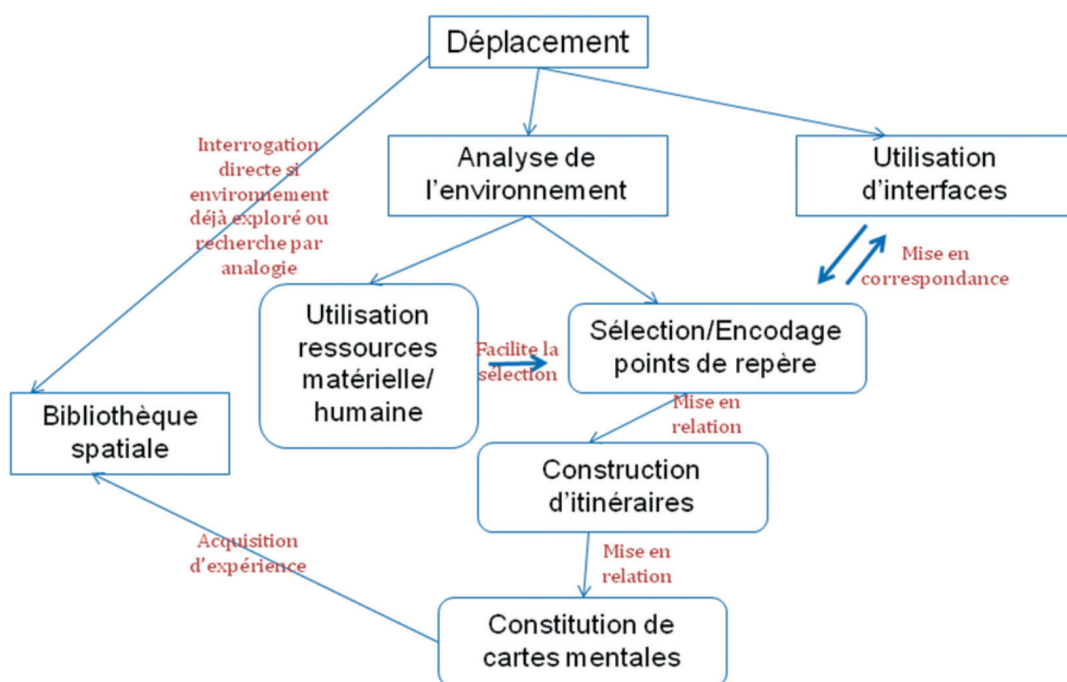 Déplacement
Interrogation
directe si
environnement
déjà exploré ou
recherche par
analogie
Analyse de
l'environnement
Utilisation
d'interfaces
Mise en
correspondance
Utilisation
ressources
matérielle/
humaine
Facilite la
sélection
Sélection/Encodage
points de repère
Bibliothèque
spatiale
Mise en
relation
Construction
d'itinéraires
Acquisition
d'expérience
Mise en
relation
Constitution de
cartes mentales